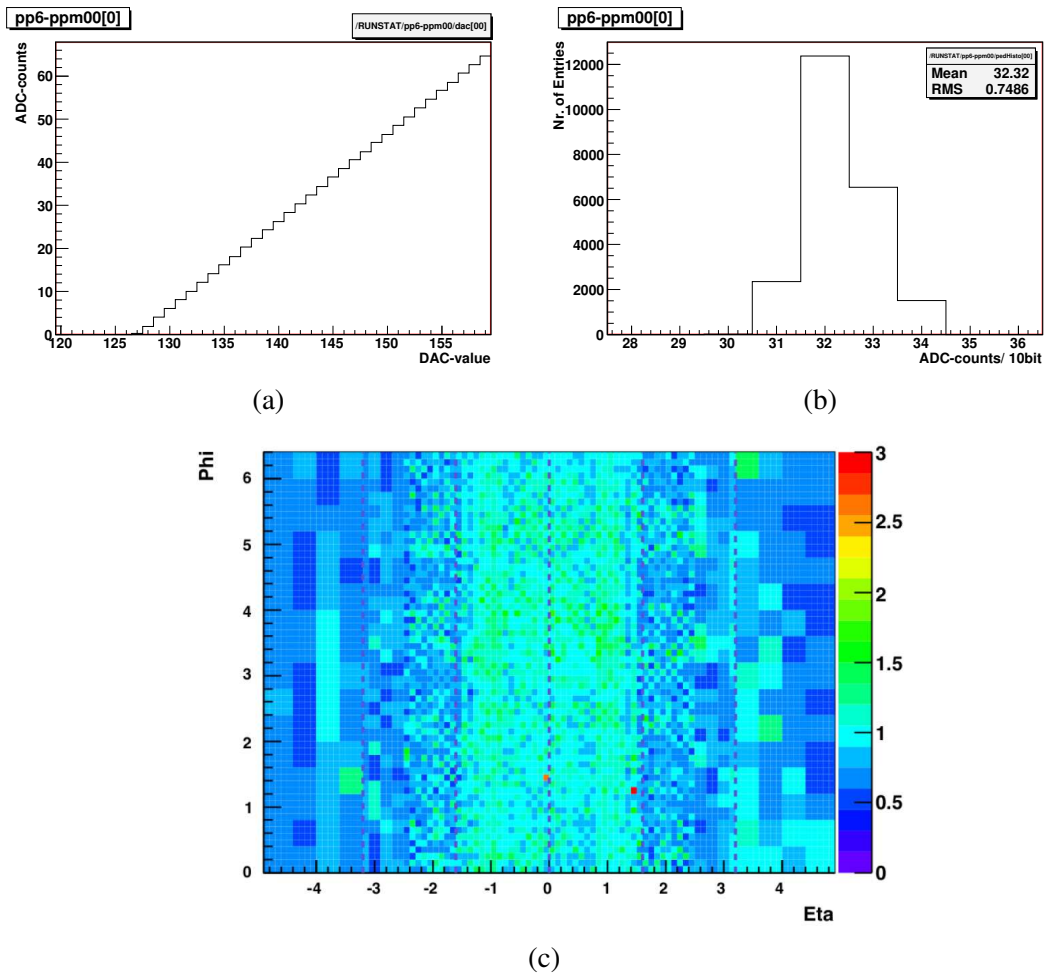 pp6-ppm00[0]
/RUNSTAT/pp6-ppm00/dac[00]
ADC-counts
60
50
40
30
20
10
0
120 125 130 135 140 145 150 155
DAC-value
(a)
pp6-ppm00[0]
/RUNSTAT/pp6-ppm00/pedHisto[00]
Mean 32.32
RMS 0.7486
Nr. of Entries
12000
10000
8000
6000
4000
2000
0
28 29 30 31 32 33 34 35 36
ADC-counts/ 10bit
(b)
Phi
6
5
4
3
2
1
0
-4 -3 -2 -1 0 1 2 3 4
Eta
3
2.5
2
1.5
1
0.5
0
(c)